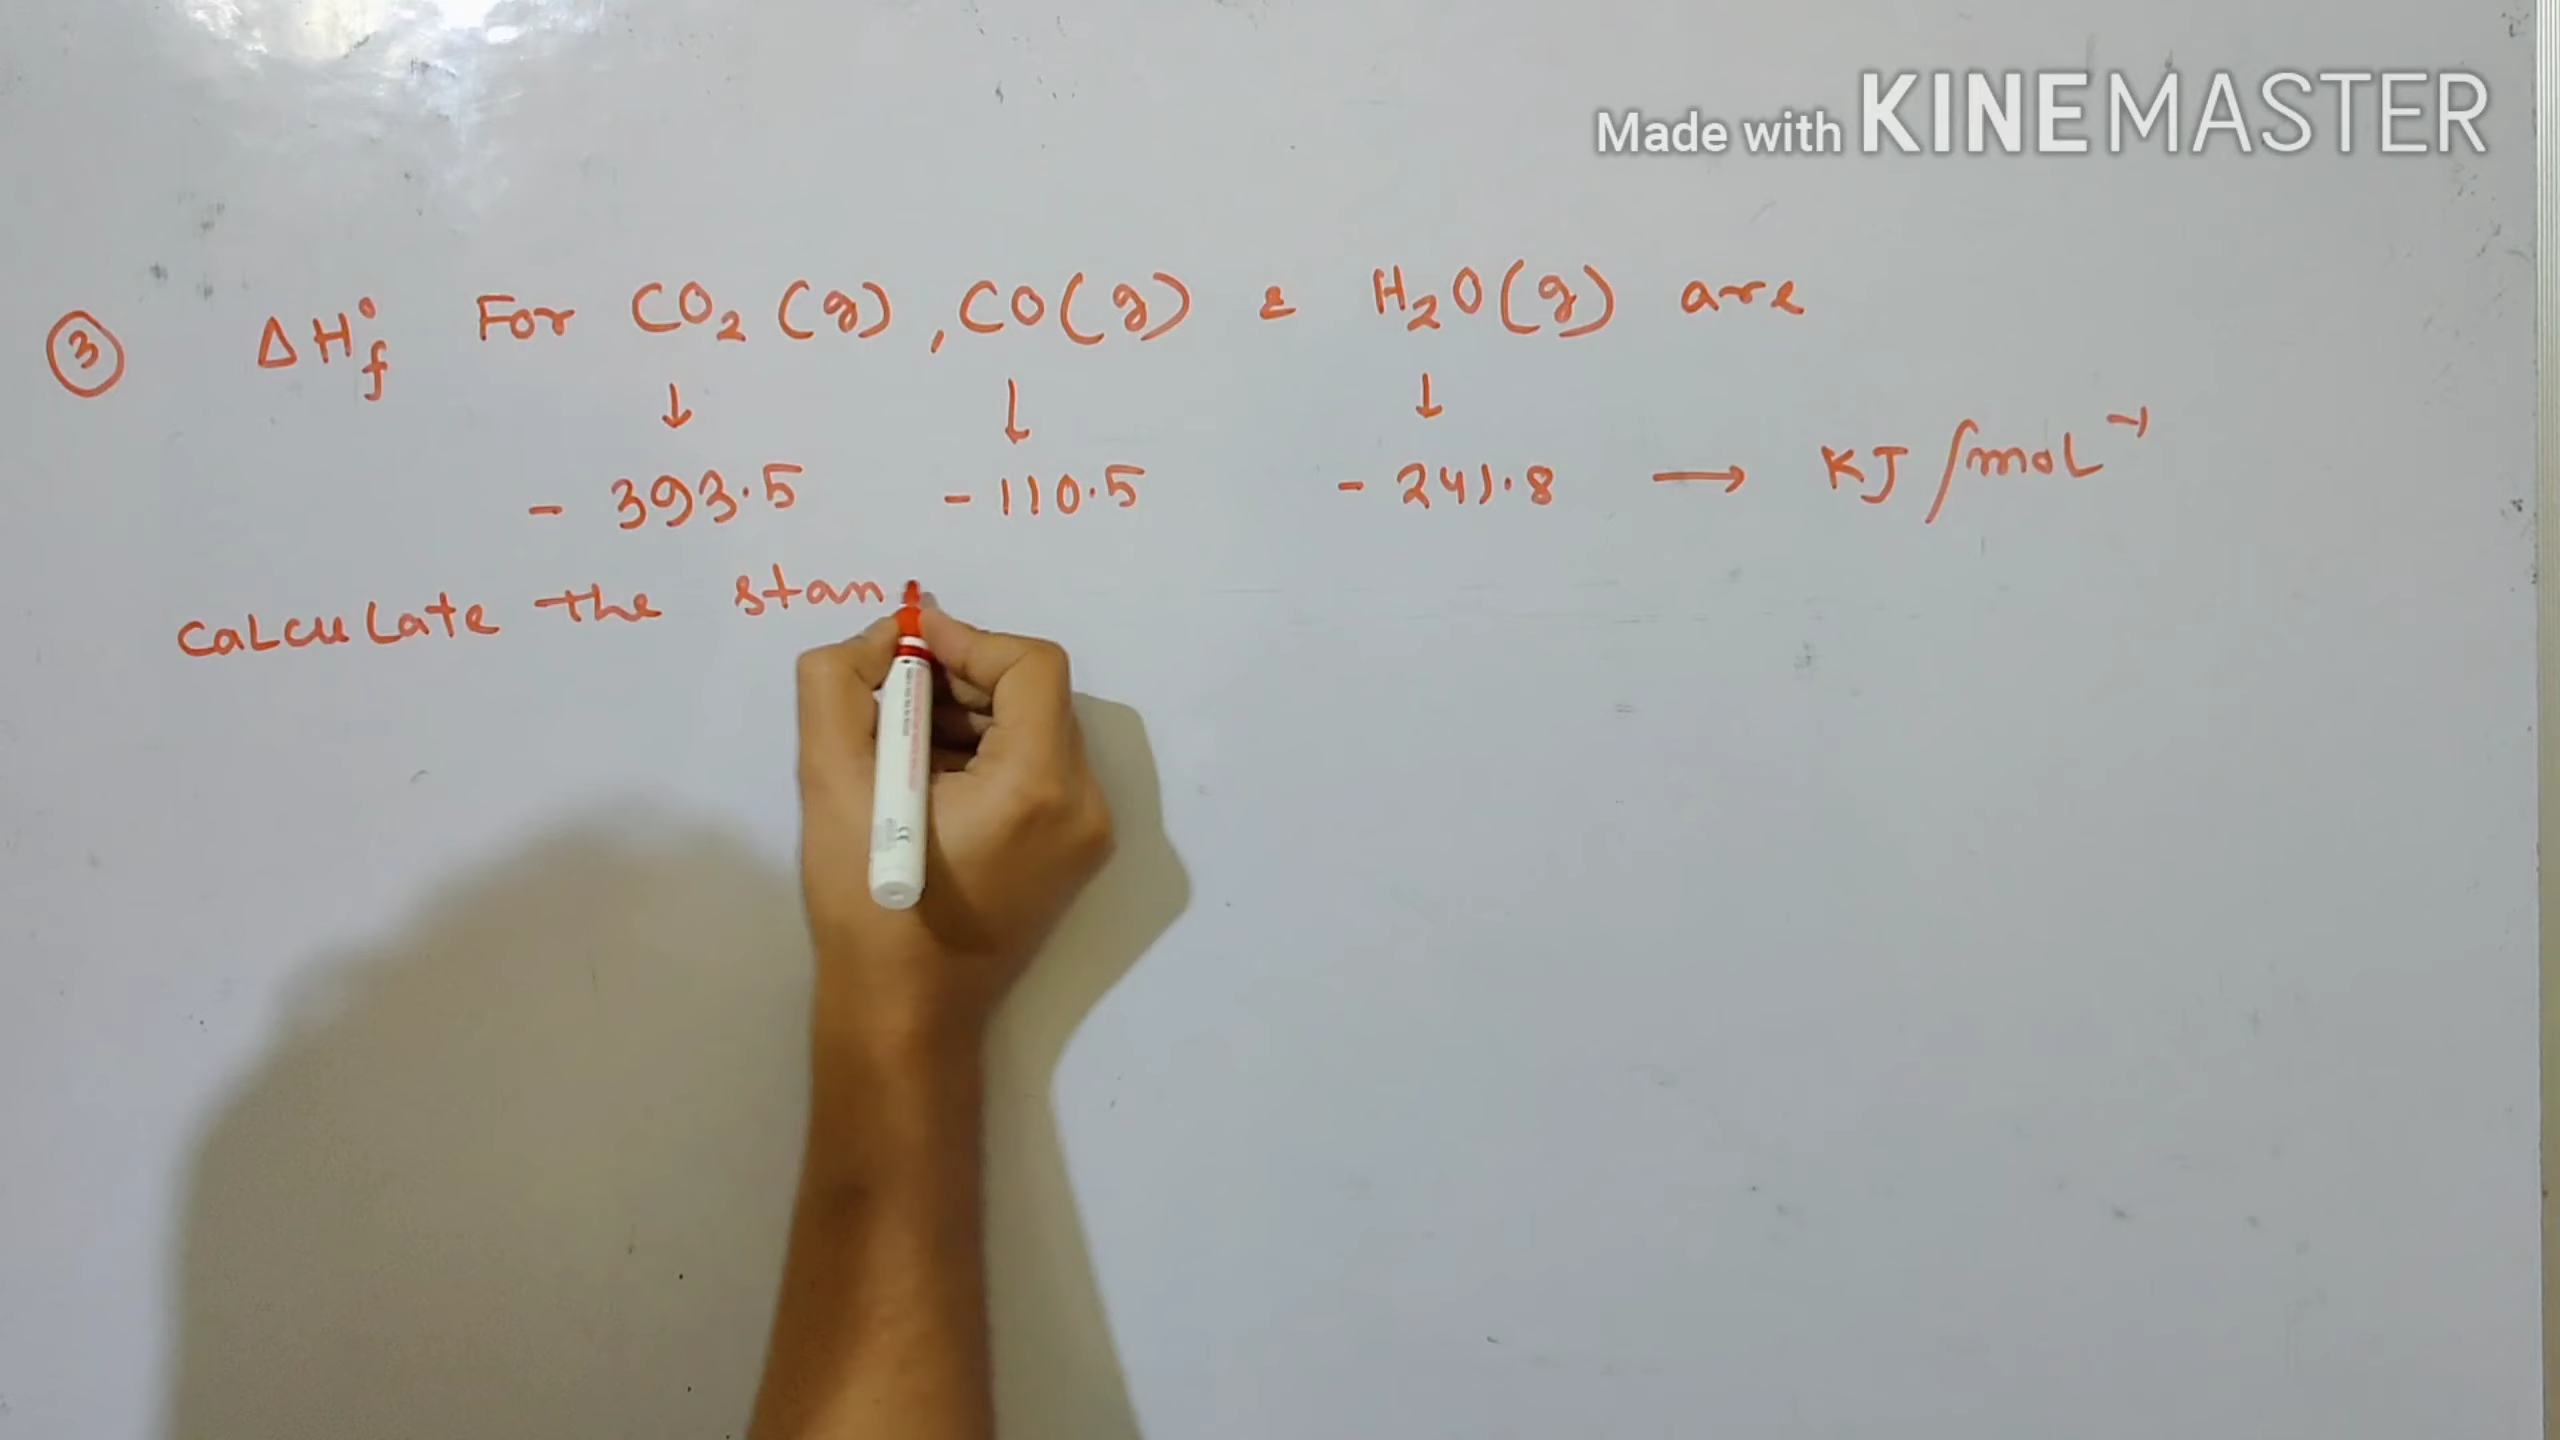 Made with KINEMASTER
③ ΔH°f For CO₂(g), CO(g) & H₂O(g) are
↓ ↓ ↓
- 393.5 - 110.5 - 241.8 → KJ/moL⁻¹
CaLcuLate the stan